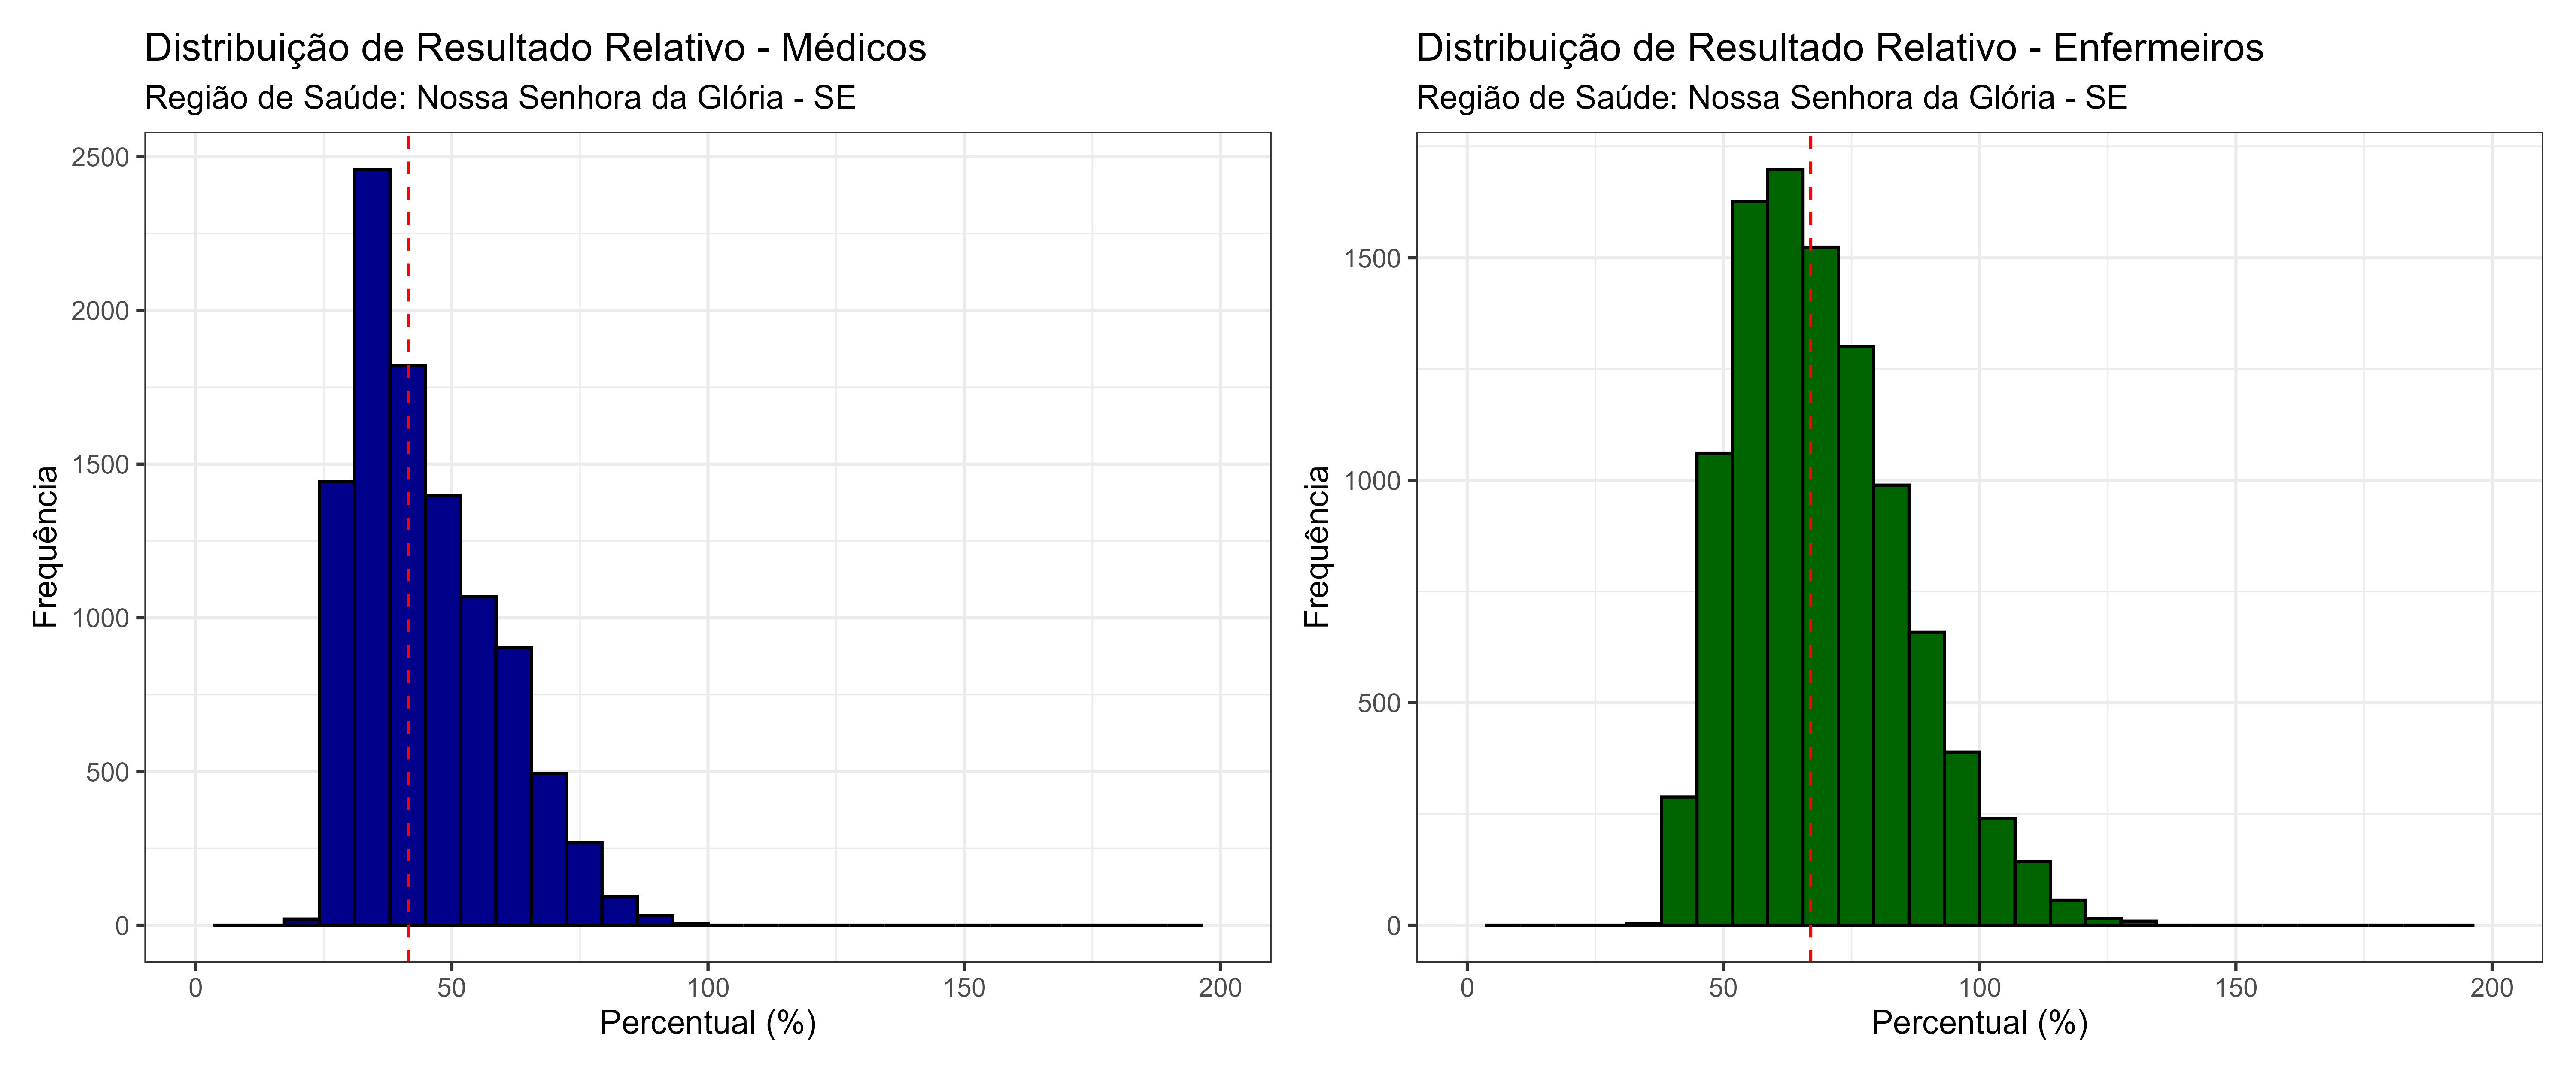 Distribuição de Resultado Relativo - Médicos
Região de Saúde: Nossa Senhora da Glória - SE
2500
2000
1500
1000
500
0
Frequência
0 50 100 150 200
Percentual (%)
Distribuição de Resultado Relativo - Enfermeiros
Região de Saúde: Nossa Senhora da Glória - SE
1500
1000
500
0
Frequência
0 50 100 150 200
Percentual (%)